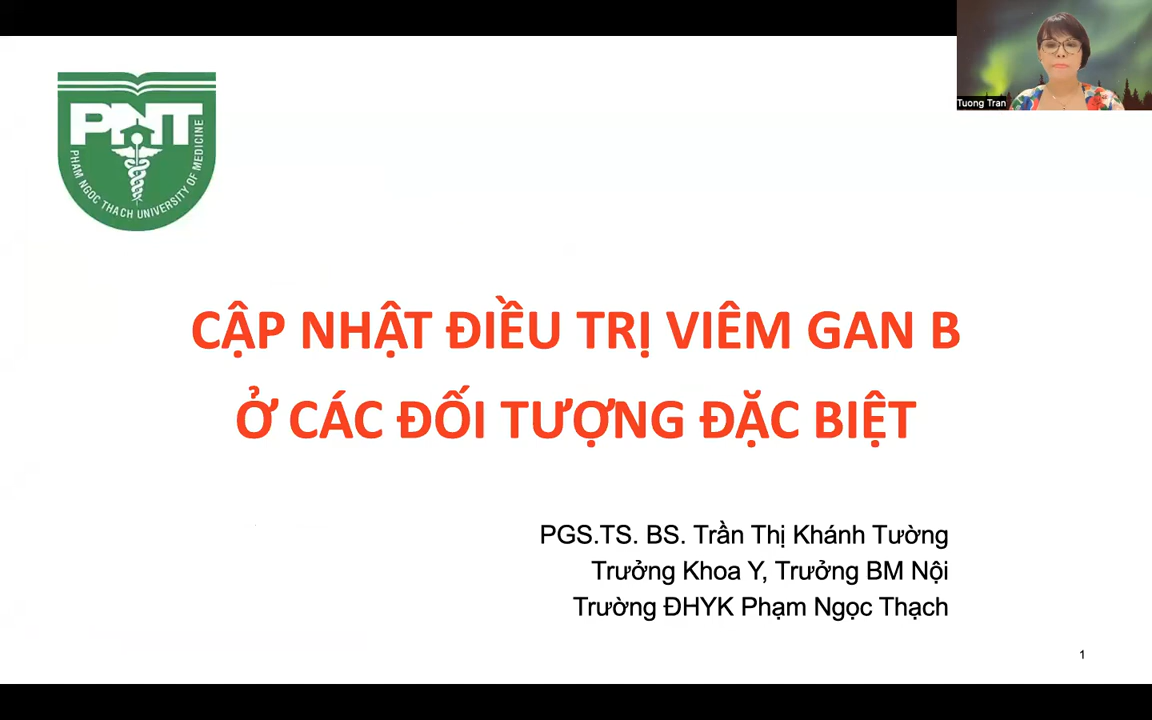 Tuong Tran
PNT
PHAM NGOC THACH UNIVERSITY OF MEDICINE
CẬP NHẬT ĐIỀU TRỊ VIÊM GAN B
Ở CÁC ĐỐI TƯỢNG ĐẶC BIỆT
PGS.TS. BS. Trần Thị Khánh Tường
Trưởng Khoa Y, Trưởng BM Nội
Trường ĐHYK Phạm Ngọc Thạch
1